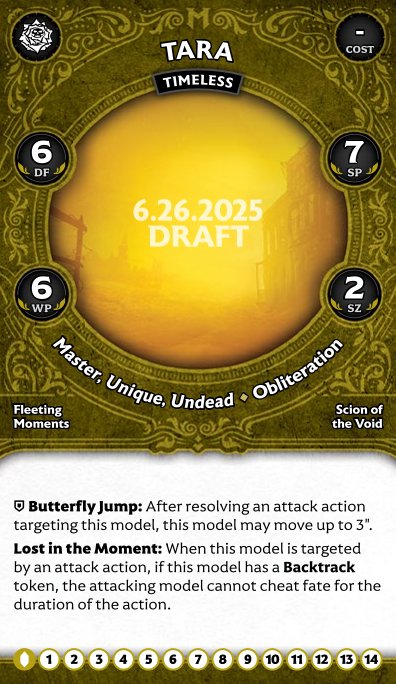 TARA
TIMELESS
-
COST
6
DF
7
SP
6.26.2025
DRAFT
6
WP
2
SZ
Master, Unique, Undead ◆ Obliteration
Fleeting
Moments
Scion of
the Void
Butterfly Jump: After resolving an attack action
targeting this model, this model may move up to 3".
Lost in the Moment: When this model is targeted
by an attack action, if this model has a Backtrack
token, the attacking model cannot cheat fate for the
duration of the action.
1 2 3 4 5 6 7 8 9 10 11 12 13 14